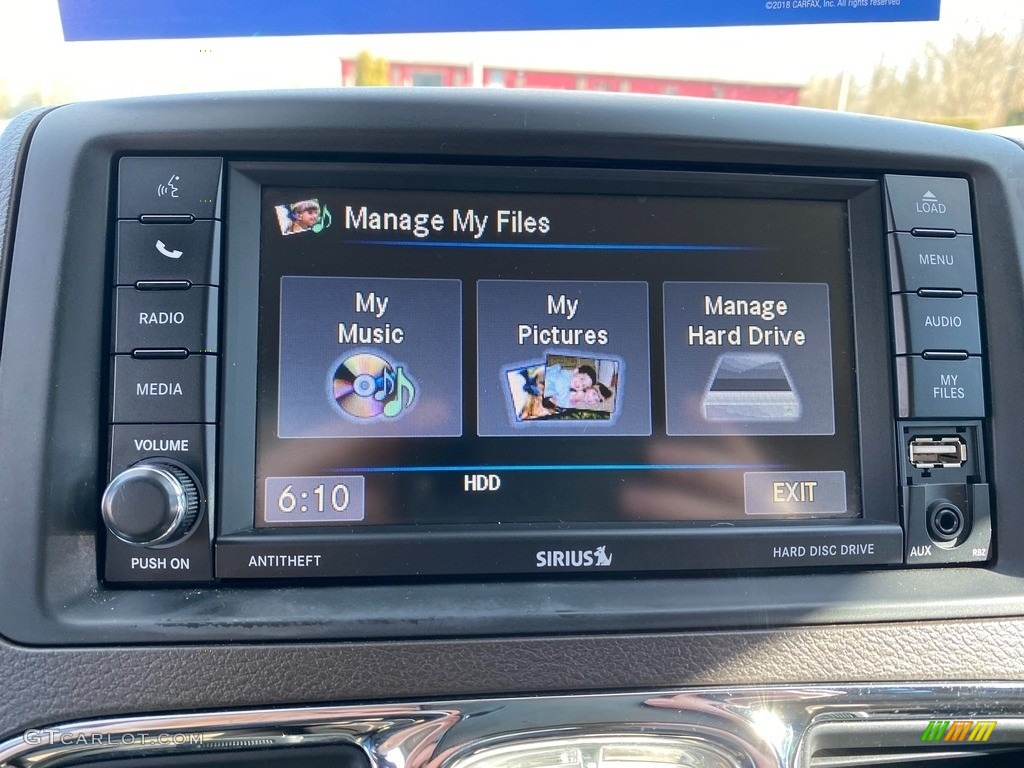 ©2018 CARFAX, Inc. All rights reserved
LOAD
Manage My Files
MENU
My
Music
My
Pictures
Manage
Hard Drive
RADIO
AUDIO
MEDIA
MY
FILES
VOLUME
HDD
6:10
EXIT
PUSH ON
ANTITHEFT
SIRIUS
HARD DISC DRIVE
AUX
RBZ
GTCARLOT.COM